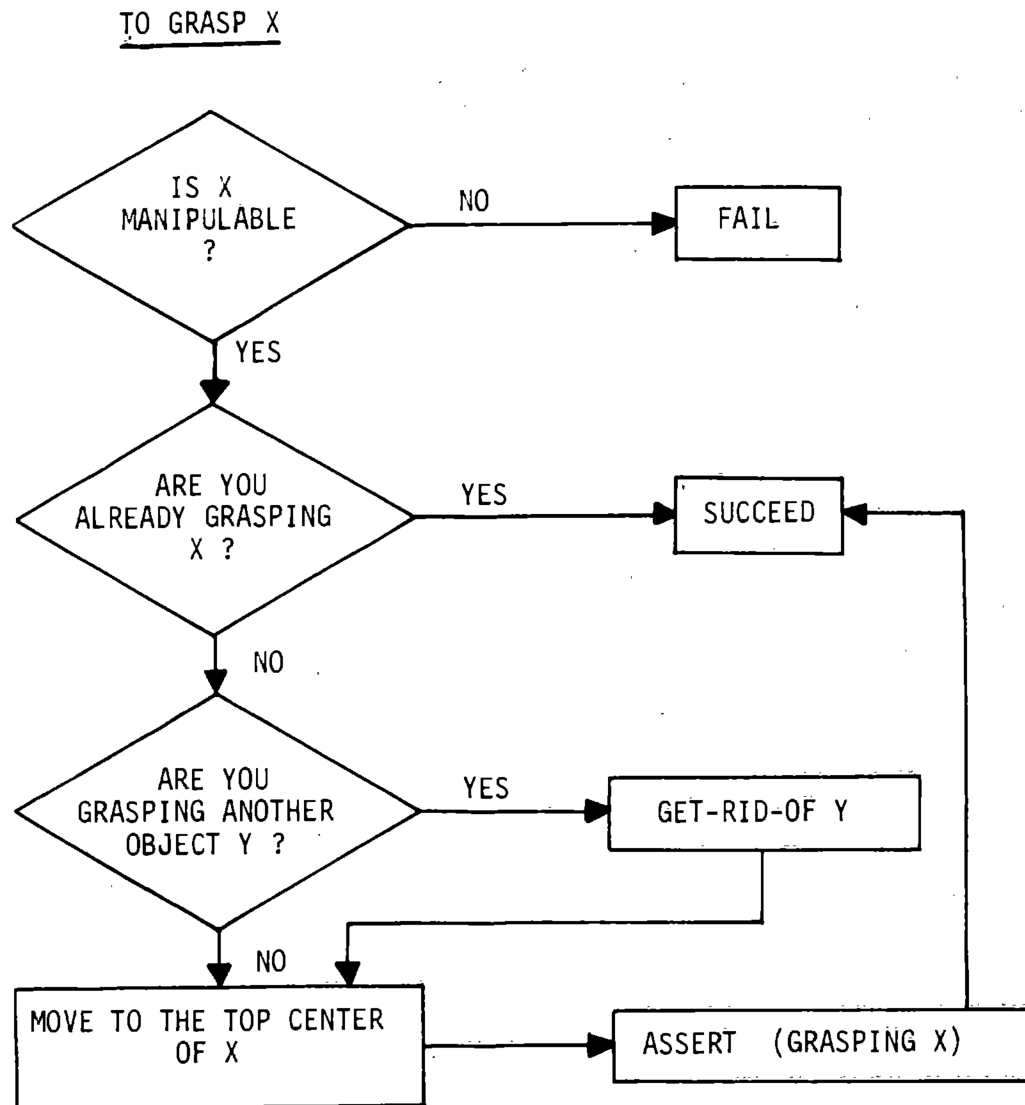 TO GRASP X
IS X
MANIPULABLE
?
NO
FAIL
YES
ARE YOU
ALREADY GRASPING
X ?
YES
SUCCEED
NO
ARE YOU
GRASPING ANOTHER
OBJECT Y ?
YES
GET-RID-OF Y
NO
MOVE TO THE TOP CENTER
OF X
ASSERT (GRASPING X)